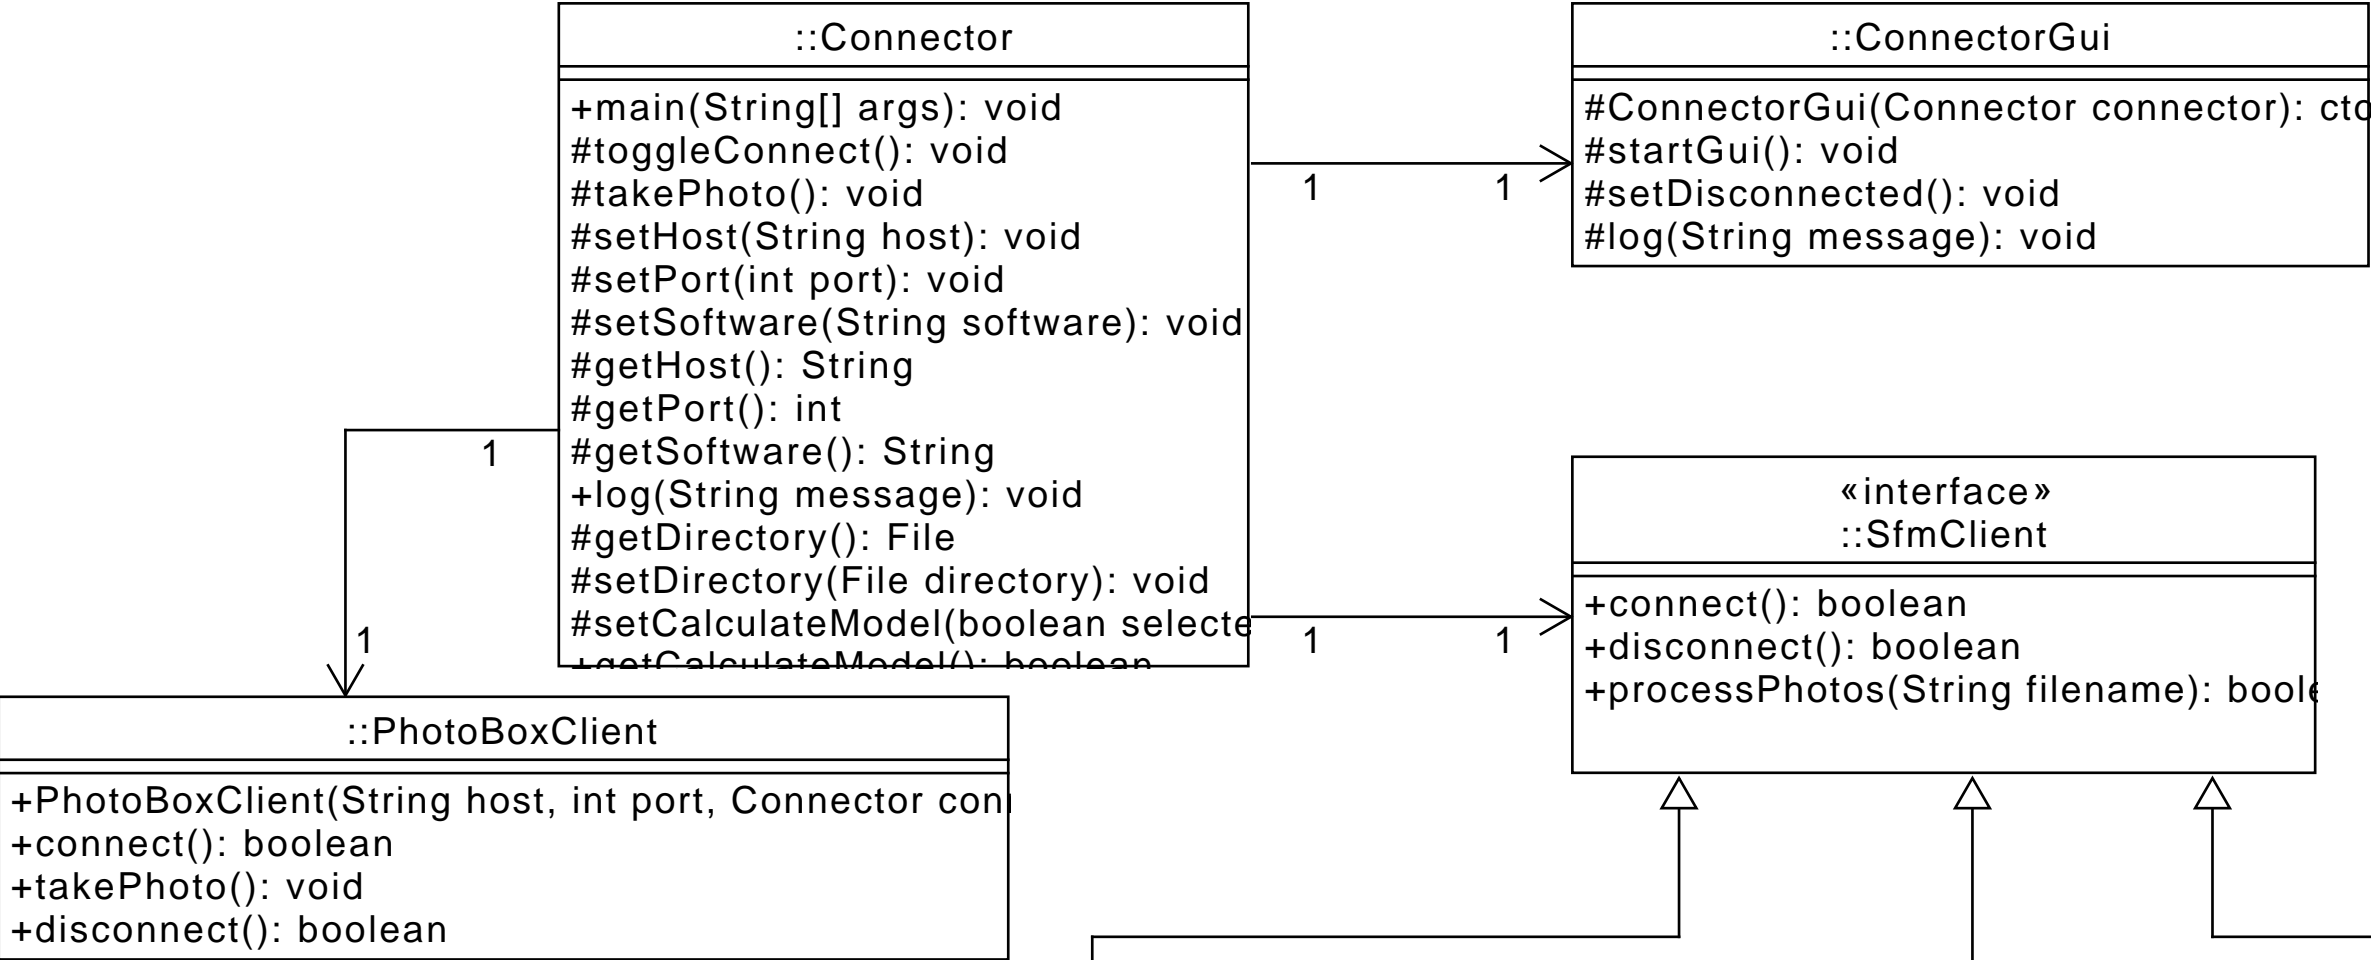 ::Connector
+main(String[] args): void
#toggleConnect(): void
#takePhoto(): void
#setHost(String host): void
#setPort(int port): void
#setSoftware(String software): void
#getHost(): String
#getPort(): int
#getSoftware(): String
+log(String message): void
#getDirectory(): File
#setDirectory(File directory): void
#setCalculateModel(boolean selecte
+getCalculateModel(): boolean
::ConnectorGui
#ConnectorGui(Connector connector): cto
#startGui(): void
#setDisconnected(): void
#log(String message): void
1
1
1
1
1
1
«interface»
::SfmClient
+connect(): boolean
+disconnect(): boolean
+processPhotos(String filename): boole
::PhotoBoxClient
+PhotoBoxClient(String host, int port, Connector con
+connect(): boolean
+takePhoto(): void
+disconnect(): boolean